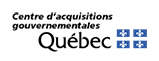 Centre d'acquisitions
gouvernementales
Québec